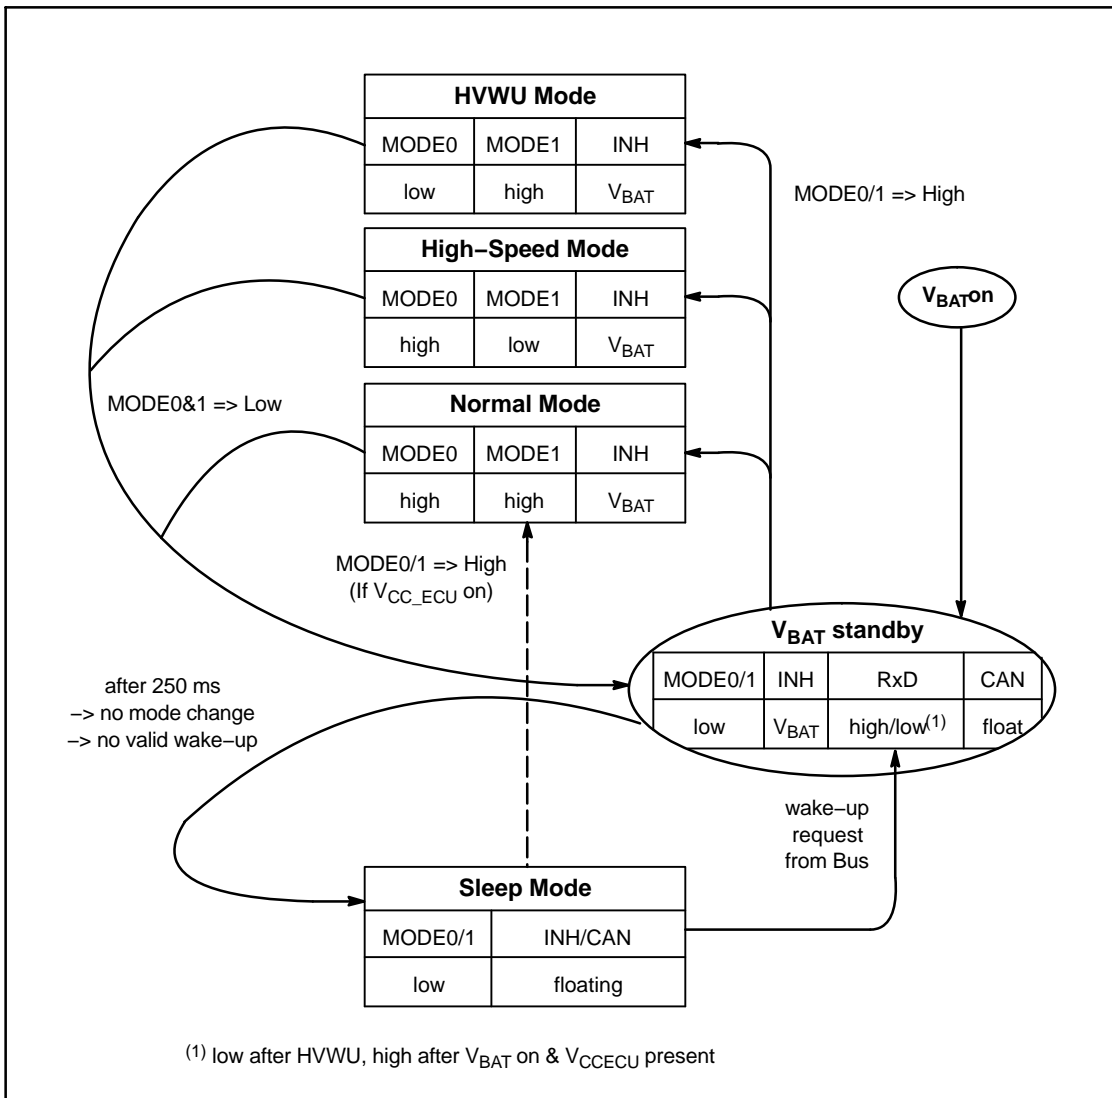 HVWU Mode
MODE0 MODE1 INH
low high VBAT
MODE0/1 => High
High–Speed Mode
MODE0 MODE1 INH
high low VBAT
VBATon
MODE0&1 => Low
Normal Mode
MODE0 MODE1 INH
high high VBAT
MODE0/1 => High
(If VCC_ECU on)
VBAT standby
MODE0/1 INH RxD CAN
low VBAT high/low(1) float
after 250 ms
–> no mode change
–> no valid wake–up
wake–up
request
from Bus
Sleep Mode
MODE0/1 INH/CAN
low floating
(1) low after HVWU, high after VBAT on & VCCECU present